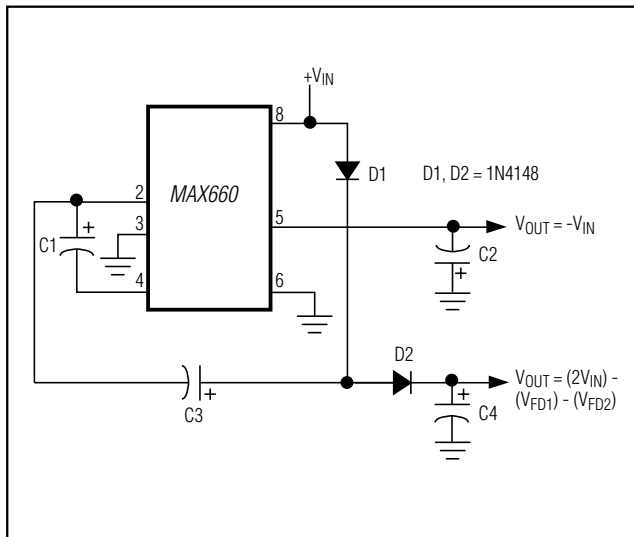 +VIN
8
D1
D1, D2 = 1N4148
MAX660
2
+
C1
3
4
5
VOUT = -VIN
C2
+
6
D2
C3
+
+
C4
VOUT = (2VIN) -
(VFD1) - (VFD2)